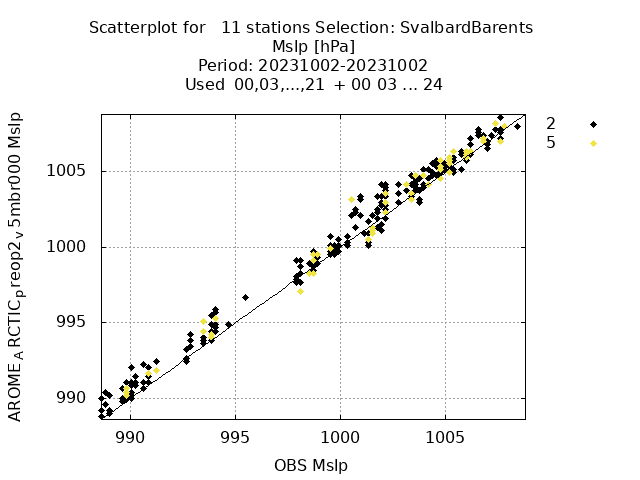 Scatterplot for   11 stations Selection: SvalbardBarents
Mslp [hPa]
Period: 20231002-20231002
Used  00,03,...,21  + 00 03 ... 24
AROME_ARCTIC_preop2_v5mbr000 Mslp
2
5
1005
1000
995
990
990
995
1000
1005
OBS Mslp